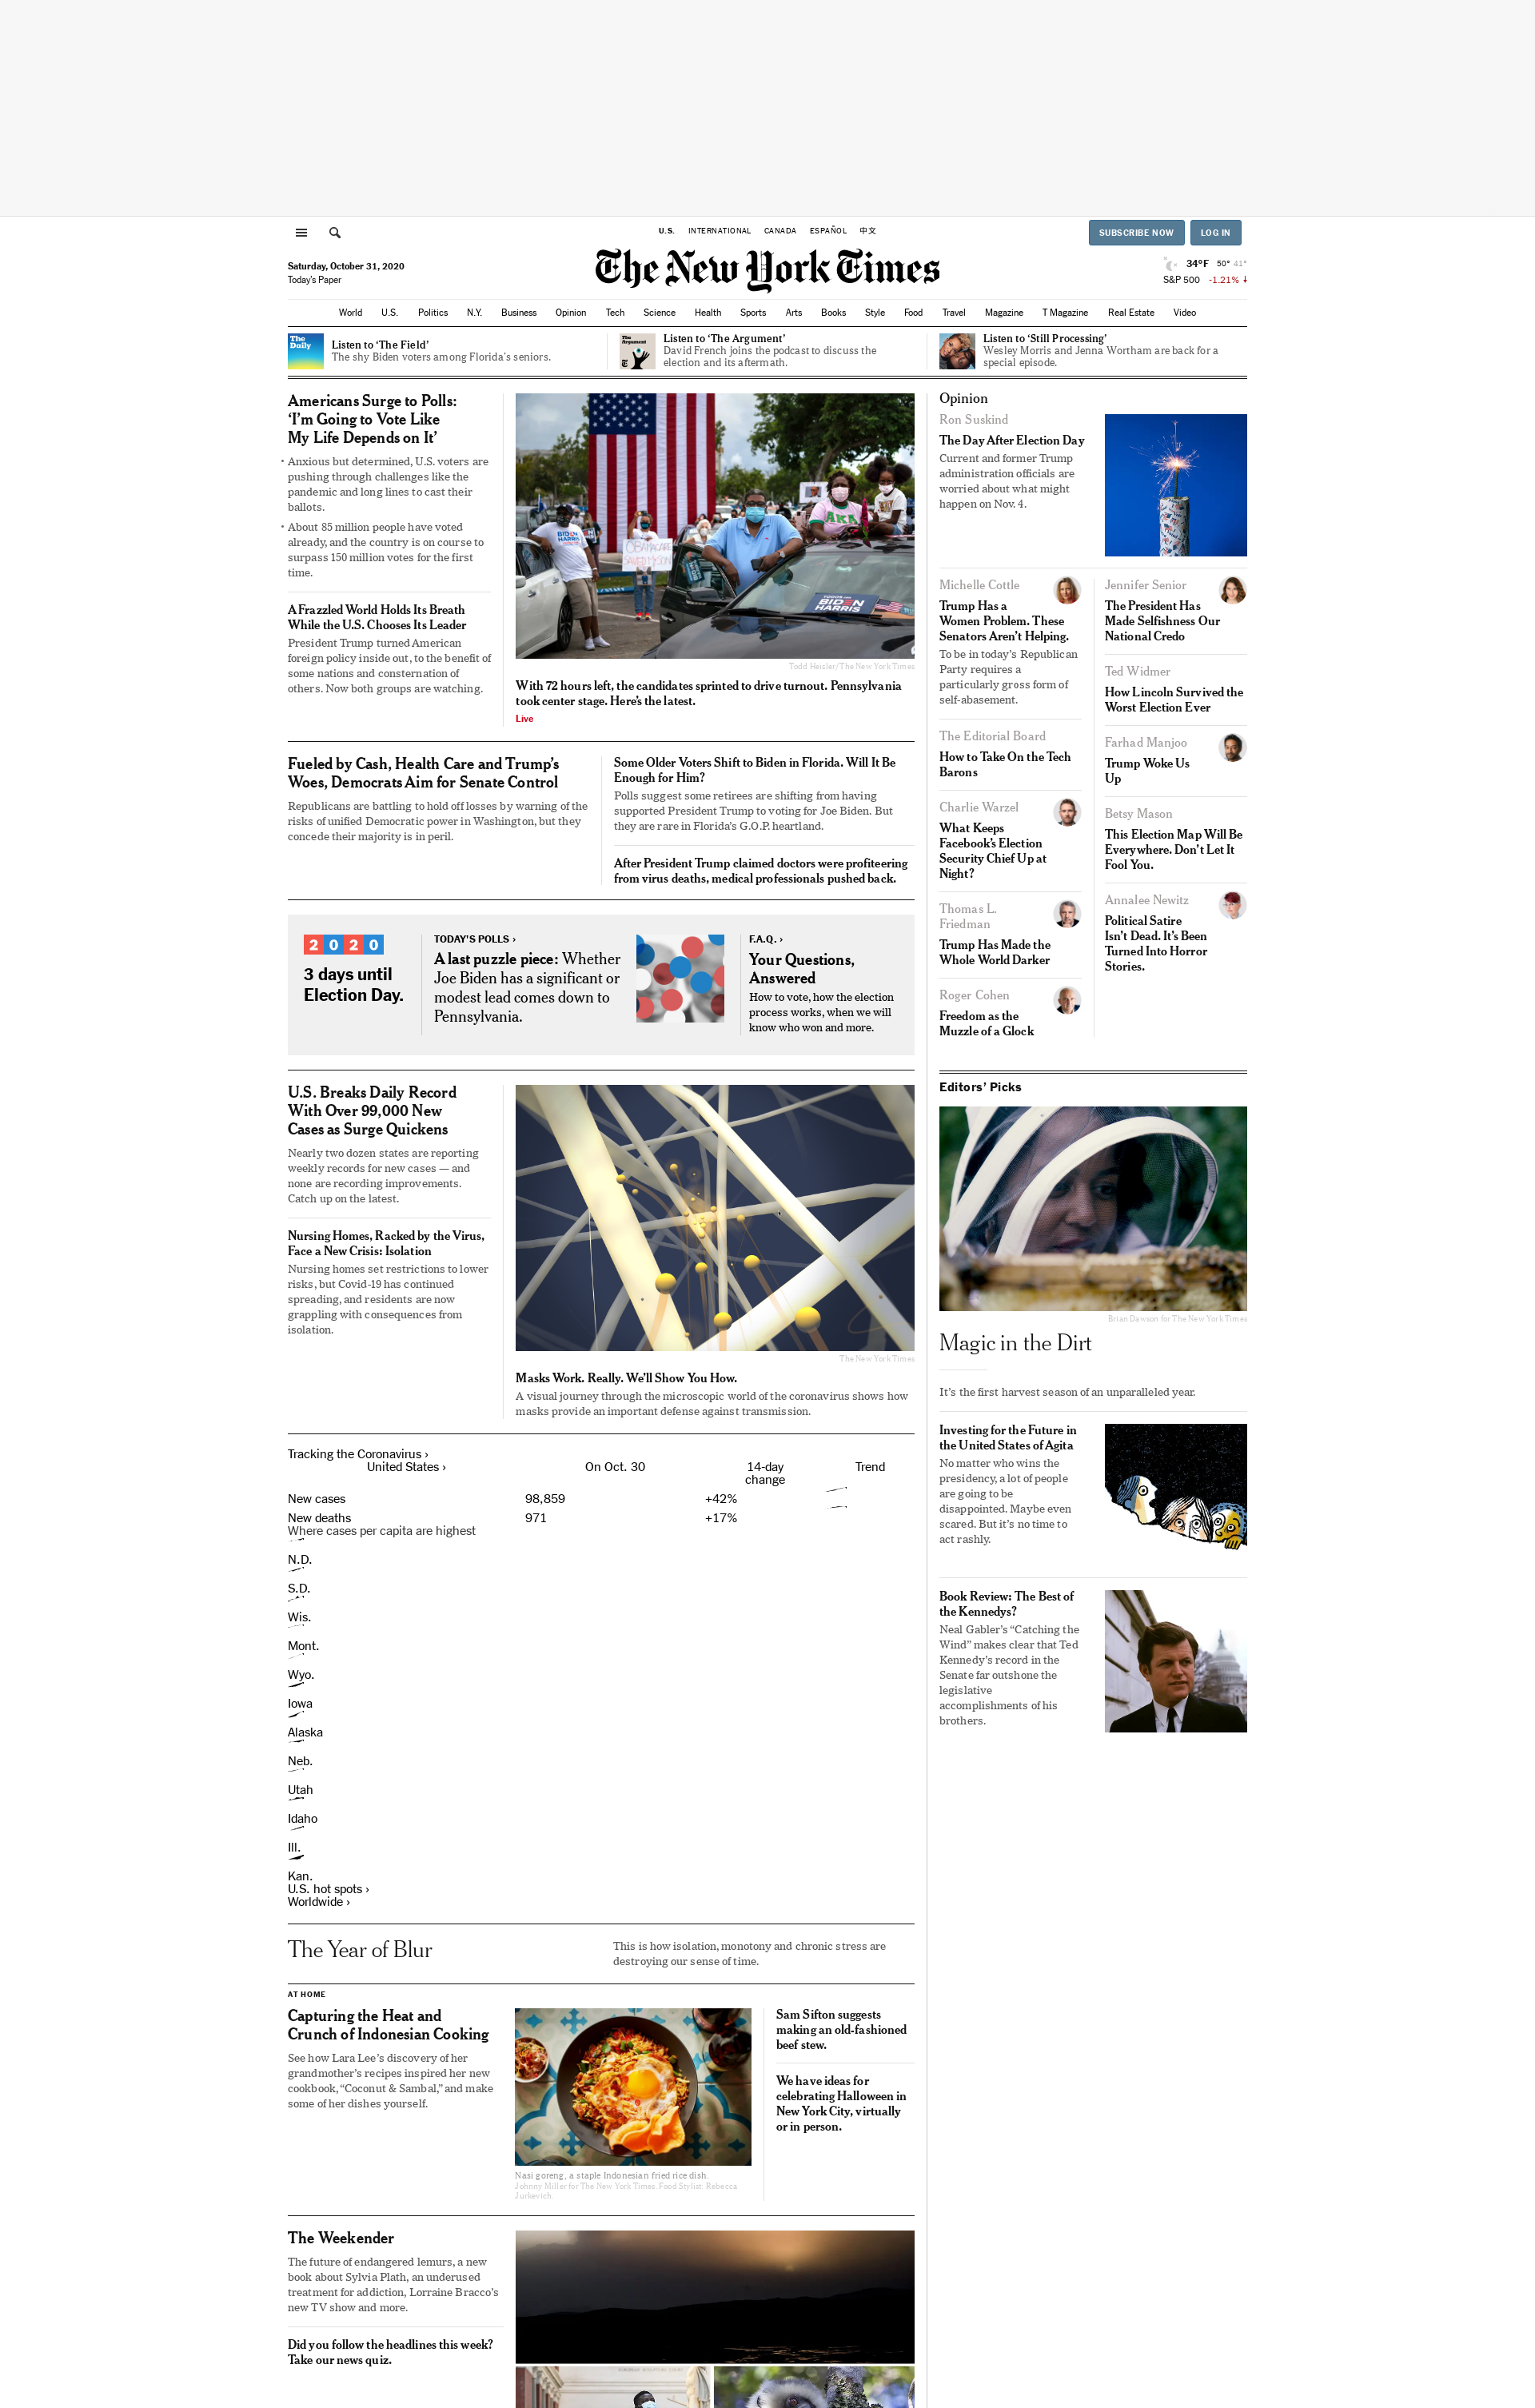 U.S. INTERNATIONAL CANADA ESPAÑOL 中文
SUBSCRIBE NOW LOG IN
Saturday, October 31, 2020
Today's Paper
The New York Times
34°F 50° 41°
S&P 500 -1.21%
World U.S. Politics N.Y. Business Opinion Tech Science Health Sports Arts Books Style Food Travel Magazine T Magazine Real Estate Video
The
Daily
Listen to ‘The Field’
The shy Biden voters among Florida’s seniors.
The
Argument
Listen to ‘The Argument’
David French joins the podcast to discuss the
election and its aftermath.
Listen to ‘Still Processing’
Wesley Morris and Jenna Wortham are back for a
special episode.
Americans Surge to Polls:
‘I’m Going to Vote Like
My Life Depends on It’
• Anxious but determined, U.S. voters are
pushing through challenges like the
pandemic and long lines to cast their
ballots.
• About 85 million people have voted
already, and the country is on course to
surpass 150 million votes for the first
time.
A Frazzled World Holds Its Breath
While the U.S. Chooses Its Leader
President Trump turned American
foreign policy inside out, to the benefit of
some nations and consternation of
others. Now both groups are watching.
BIDEN
HARRIS
OBAMACARE
SAVED MY SON
AKA
BIDEN
HARRIS
Todd Heisler/The New York Times
With 72 hours left, the candidates sprinted to drive turnout. Pennsylvania
took center stage. Here’s the latest.
Live
Fueled by Cash, Health Care and Trump’s
Woes, Democrats Aim for Senate Control
Republicans are battling to hold off losses by warning of the
risks of unified Democratic power in Washington, but they
concede their majority is in peril.
Some Older Voters Shift to Biden in Florida. Will It Be
Enough for Him?
Polls suggest some retirees are shifting from having
supported President Trump to voting for Joe Biden. But
they are rare in Florida’s G.O.P. heartland.
After President Trump claimed doctors were profiteering
from virus deaths, medical professionals pushed back.
2020
3 days until
Election Day.
TODAY’S POLLS ›
A last puzzle piece: Whether
Joe Biden has a significant or
modest lead comes down to
Pennsylvania.
F.A.Q. ›
Your Questions,
Answered
How to vote, how the election
process works, when we will
know who won and more.
U.S. Breaks Daily Record
With Over 99,000 New
Cases as Surge Quickens
Nearly two dozen states are reporting
weekly records for new cases — and
none are recording improvements.
Catch up on the latest.
Nursing Homes, Racked by the Virus,
Face a New Crisis: Isolation
Nursing homes set restrictions to lower
risks, but Covid-19 has continued
spreading, and residents are now
grappling with consequences from
isolation.
The New York Times
Masks Work. Really. We’ll Show You How.
A visual journey through the microscopic world of the coronavirus shows how
masks provide an important defense against transmission.
Tracking the Coronavirus ›
United States › On Oct. 30 14-day
change Trend
New cases 98,859 +42%
New deaths 971 +17%
Where cases per capita are highest
N.D.
S.D.
Wis.
Mont.
Wyo.
Iowa
Alaska
Neb.
Utah
Idaho
Ill.
Kan.
U.S. hot spots ›
Worldwide ›
The Year of Blur
This is how isolation, monotony and chronic stress are
destroying our sense of time.
AT HOME
Capturing the Heat and
Crunch of Indonesian Cooking
See how Lara Lee’s discovery of her
grandmother’s recipes inspired her new
cookbook, “Coconut & Sambal,” and make
some of her dishes yourself.
Nasi goreng, a staple Indonesian fried rice dish.
Johnny Miller for The New York Times. Food Stylist: Rebecca
Jurkevich.
Sam Sifton suggests
making an old-fashioned
beef stew.
We have ideas for
celebrating Halloween in
New York City, virtually
or in person.
The Weekender
The future of endangered lemurs, a new
book about Sylvia Plath, an underused
treatment for addiction, Lorraine Bracco’s
new TV show and more.
Did you follow the headlines this week?
Take our news quiz.
Opinion
Ron Suskind
The Day After Election Day
Current and former Trump
administration officials are
worried about what might
happen on Nov. 4.
Michelle Cottle
Trump Has a
Women Problem. These
Senators Aren’t Helping.
To be in today’s Republican
Party requires a
particularly gross form of
self-abasement.
The Editorial Board
How to Take On the Tech
Barons
Charlie Warzel
What Keeps
Facebook’s Election
Security Chief Up at
Night?
Thomas L.
Friedman
Trump Has Made the
Whole World Darker
Roger Cohen
Freedom as the
Muzzle of a Glock
Jennifer Senior
The President Has
Made Selfishness Our
National Credo
Ted Widmer
How Lincoln Survived the
Worst Election Ever
Farhad Manjoo
Trump Woke Us
Up
Betsy Mason
This Election Map Will Be
Everywhere. Don’t Let It
Fool You.
Annalee Newitz
Political Satire
Isn’t Dead. It’s Been
Turned Into Horror
Stories.
Editors’ Picks
Brian Dawson for The New York Times
Magic in the Dirt
It’s the first harvest season of an unparalleled year.
Investing for the Future in
the United States of Agita
No matter who wins the
presidency, a lot of people
are going to be
disappointed. Maybe even
scared. But it’s no time to
act rashly.
Book Review: The Best of
the Kennedys?
Neal Gabler’s “Catching the
Wind” makes clear that Ted
Kennedy’s record in the
Senate far outshone the
legislative
accomplishments of his
brothers.